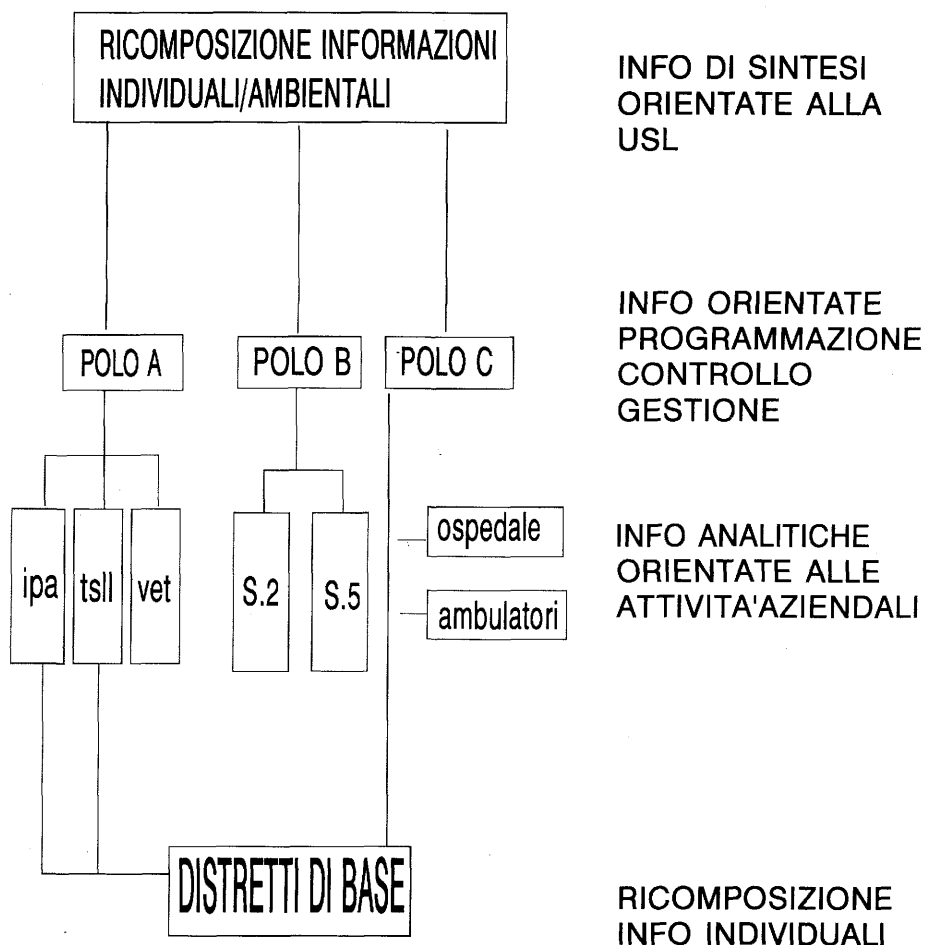 RICOMPOSIZIONE INFORMAZIONI
INDIVIDUALI/AMBIENTALI
INFO DI SINTESI
ORIENTATE ALLA
USL
POLO A
POLO B
POLO C
INFO ORIENTATE
PROGRAMMAZIONE
CONTROLLO
GESTIONE
ipa
tsll
vet
S.2
S.5
ospedale
ambulatori
INFO ANALITICHE
ORIENTATE ALLE
ATTIVITA'AZIENDALI
DISTRETTI DI BASE
RICOMPOSIZIONE
INFO INDIVIDUALI